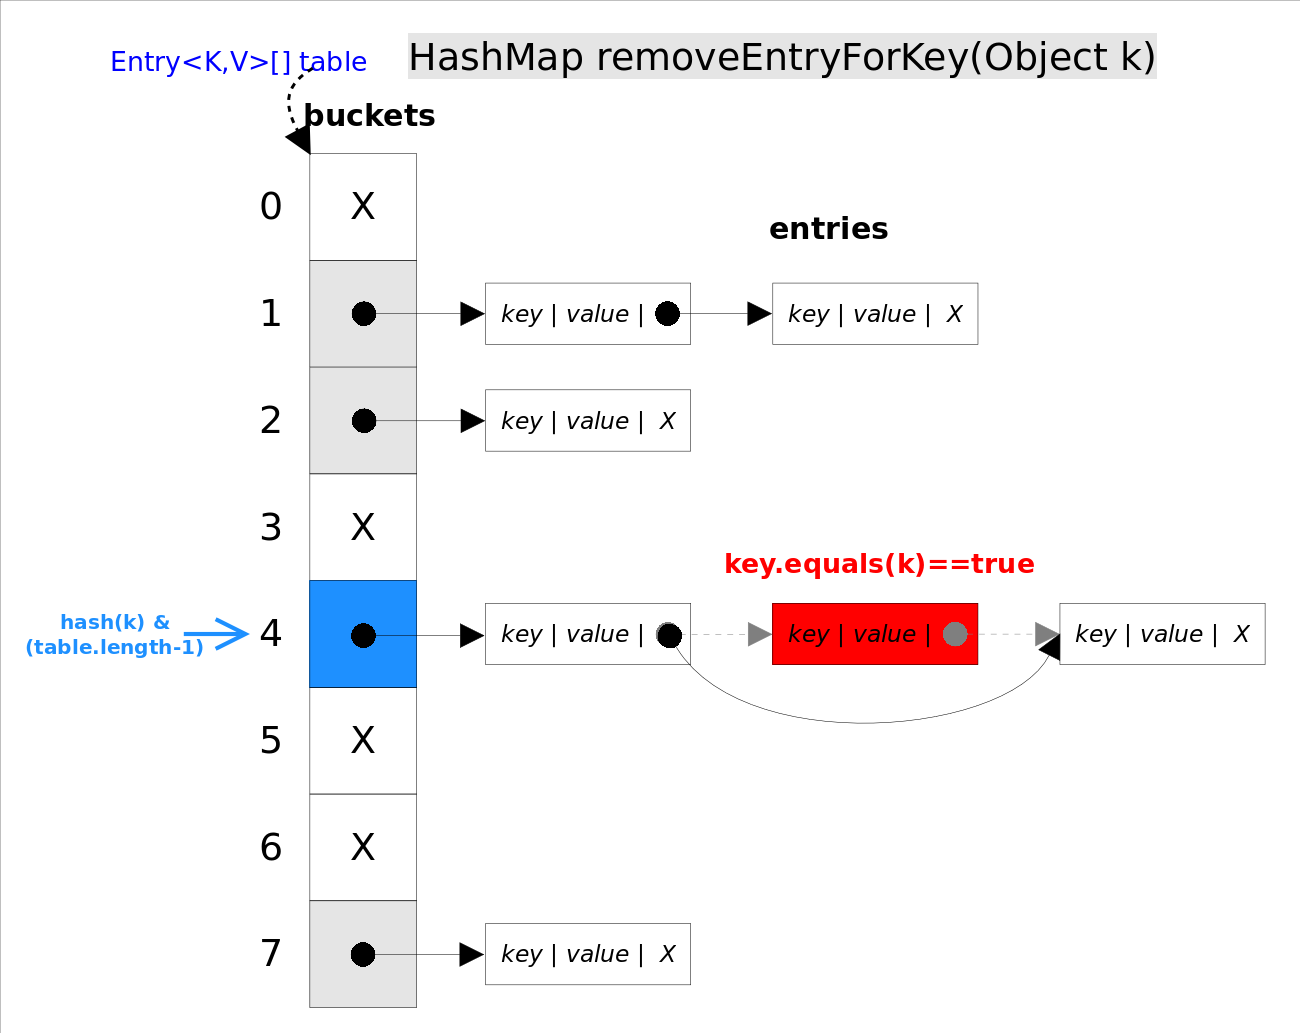 Entry<K,V>[] table
HashMap removeEntryForKey(Object k)
buckets
0 X
entries
1 key | value | key | value | X
2 key | value | X
3 X
key.equals(k)==true
hash(k) &
(table.length-1)
4 key | value | key | value | key | value | X
5 X
6 X
7 key | value | X